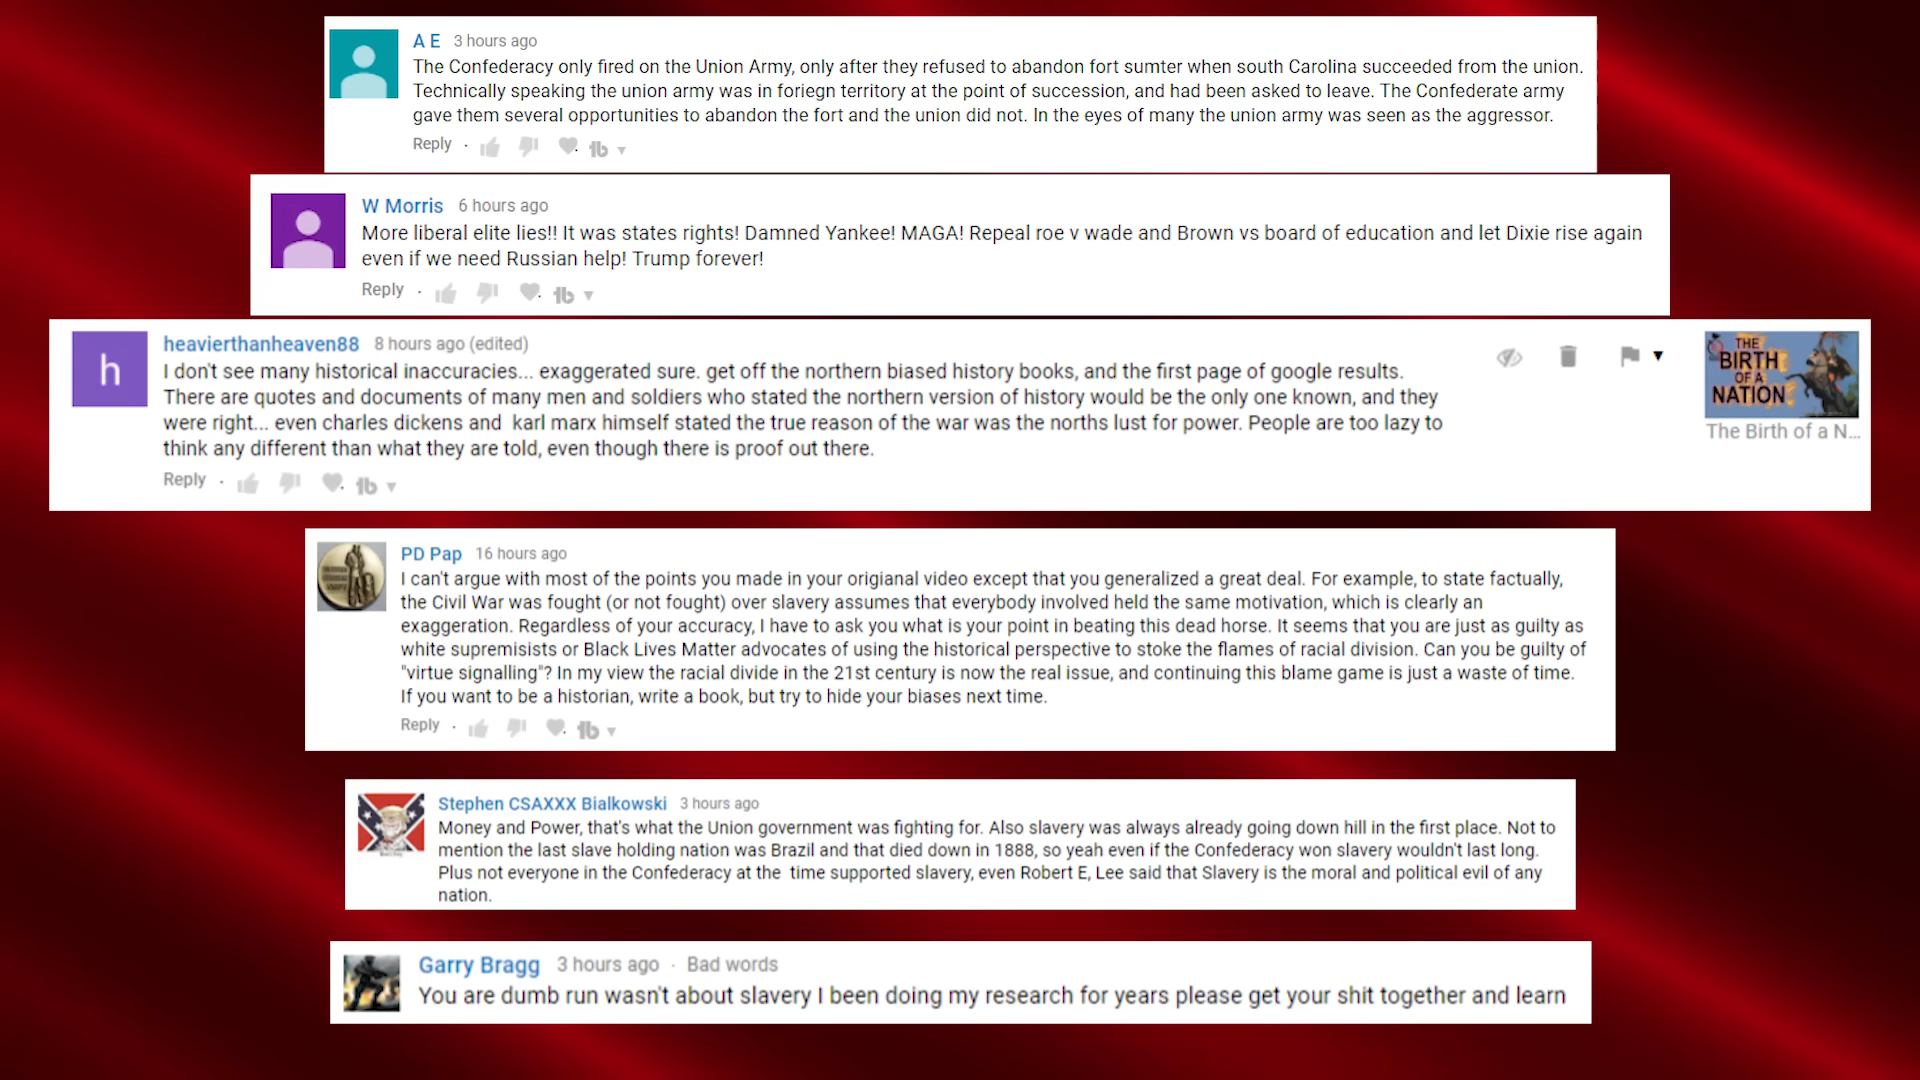 A E 3 hours ago
The Confederacy only fired on the Union Army, only after they refused to abandon fort sumter when south Carolina succeeded from the union.
Technically speaking the union army was in foriegn territory at the point of succession, and had been asked to leave. The Confederate army
gave them several opportunities to abandon the fort and the union did not. In the eyes of many the union army was seen as the aggressor.
Reply ·
W Morris 6 hours ago
More liberal elite lies!! It was states rights! Damned Yankee! MAGA! Repeal roe v wade and Brown vs board of education and let Dixie rise again
even if we need Russian help! Trump forever!
Reply ·
h
heavierthanheaven88 8 hours ago (edited)
I don't see many historical inaccuracies... exaggerated sure. get off the northern biased history books, and the first page of google results.
There are quotes and documents of many men and soldiers who stated the northern version of history would be the only one known, and they
were right... even charles dickens and karl marx himself stated the true reason of the war was the norths lust for power. People are too lazy to
think any different than what they are told, even though there is proof out there.
Reply ·
THE
BIRTH
OF A
NATION
The Birth of a N...
PD Pap 16 hours ago
I can't argue with most of the points you made in your origianal video except that you generalized a great deal. For example, to state factually,
the Civil War was fought (or not fought) over slavery assumes that everybody involved held the same motivation, which is clearly an
exaggeration. Regardless of your accuracy, I have to ask you what is your point in beating this dead horse. It seems that you are just as guilty as
white supremisists or Black Lives Matter advocates of using the historical perspective to stoke the flames of racial division. Can you be guilty of
"virtue signalling"? In my view the racial divide in the 21st century is now the real issue, and continuing this blame game is just a waste of time.
If you want to be a historian, write a book, but try to hide your biases next time.
Reply ·
Stephen CSAXXX Bialkowski 3 hours ago
Money and Power, that's what the Union government was fighting for. Also slavery was always already going down hill in the first place. Not to
mention the last slave holding nation was Brazil and that died down in 1888, so yeah even if the Confederacy won slavery wouldn't last long.
Plus not everyone in the Confederacy at the time supported slavery, even Robert E, Lee said that Slavery is the moral and political evil of any
nation.
Garry Bragg 3 hours ago · Bad words
You are dumb run wasn't about slavery I been doing my research for years please get your shit together and learn